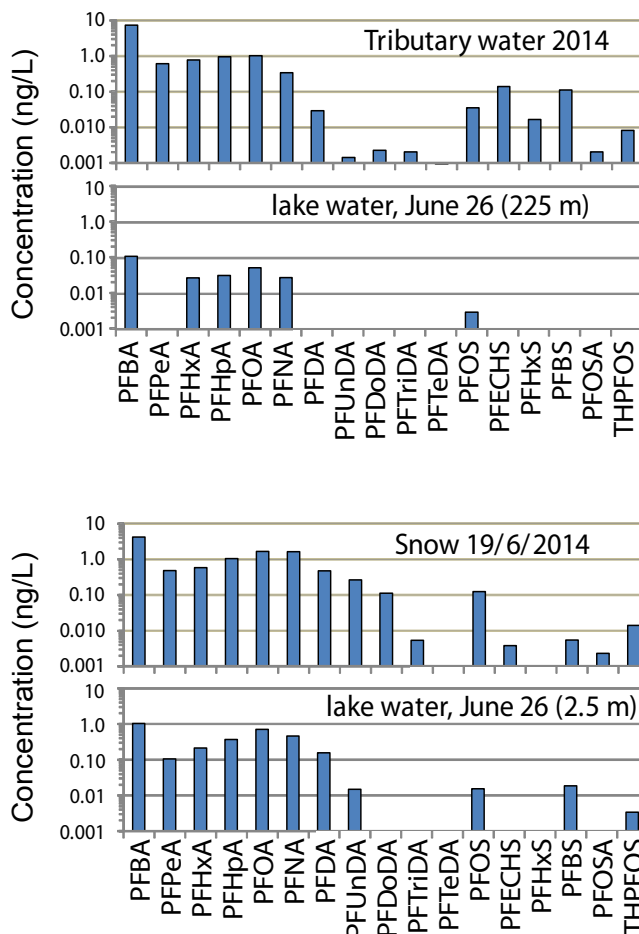 Concentration (ng/L)
Tributary water 2014
10
1.0
0.10
0.010
0.001
lake water, June 26 (225 m)
10
1.0
0.10
0.01
0.001
PFBA
PFPeA
PFHxA
PFHpA
PFOA
PFNA
PFDA
PFUnDA
PFDoDA
PFTriDA
PFTeDA
PFOS
PFECHS
PFHxS
PFBS
PFOSA
THPFOS
Concentration (ng/L)
Snow 19/6/2014
10
1.0
0.10
0.010
0.001
lake water, June 26 (2.5 m)
10
1.0
0.10
0.01
0.001
PFBA
PFPeA
PFHxA
PFHpA
PFOA
PFNA
PFDA
PFUnDA
PFDoDA
PFTriDA
PFTeDA
PFOS
PFECHS
PFHxS
PFBS
PFOSA
THPFOS